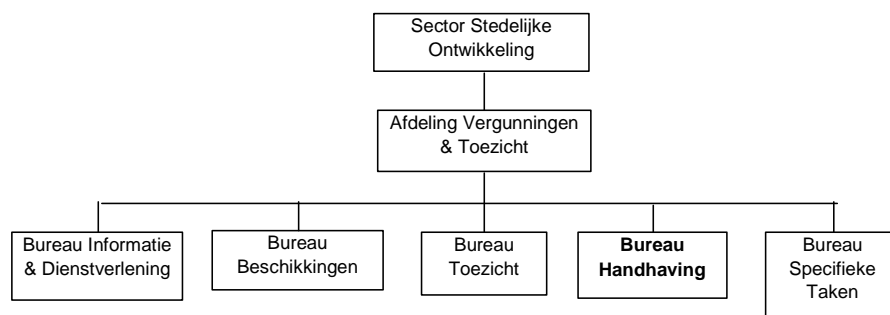 Sector Stedelijke
Ontwikkeling
Afdeling Vergunningen
& Toezicht
Bureau Informatie
& Dienstverlening
Bureau
Beschikkingen
Bureau
Toezicht
Bureau
Handhaving
Bureau
Specifieke
Taken